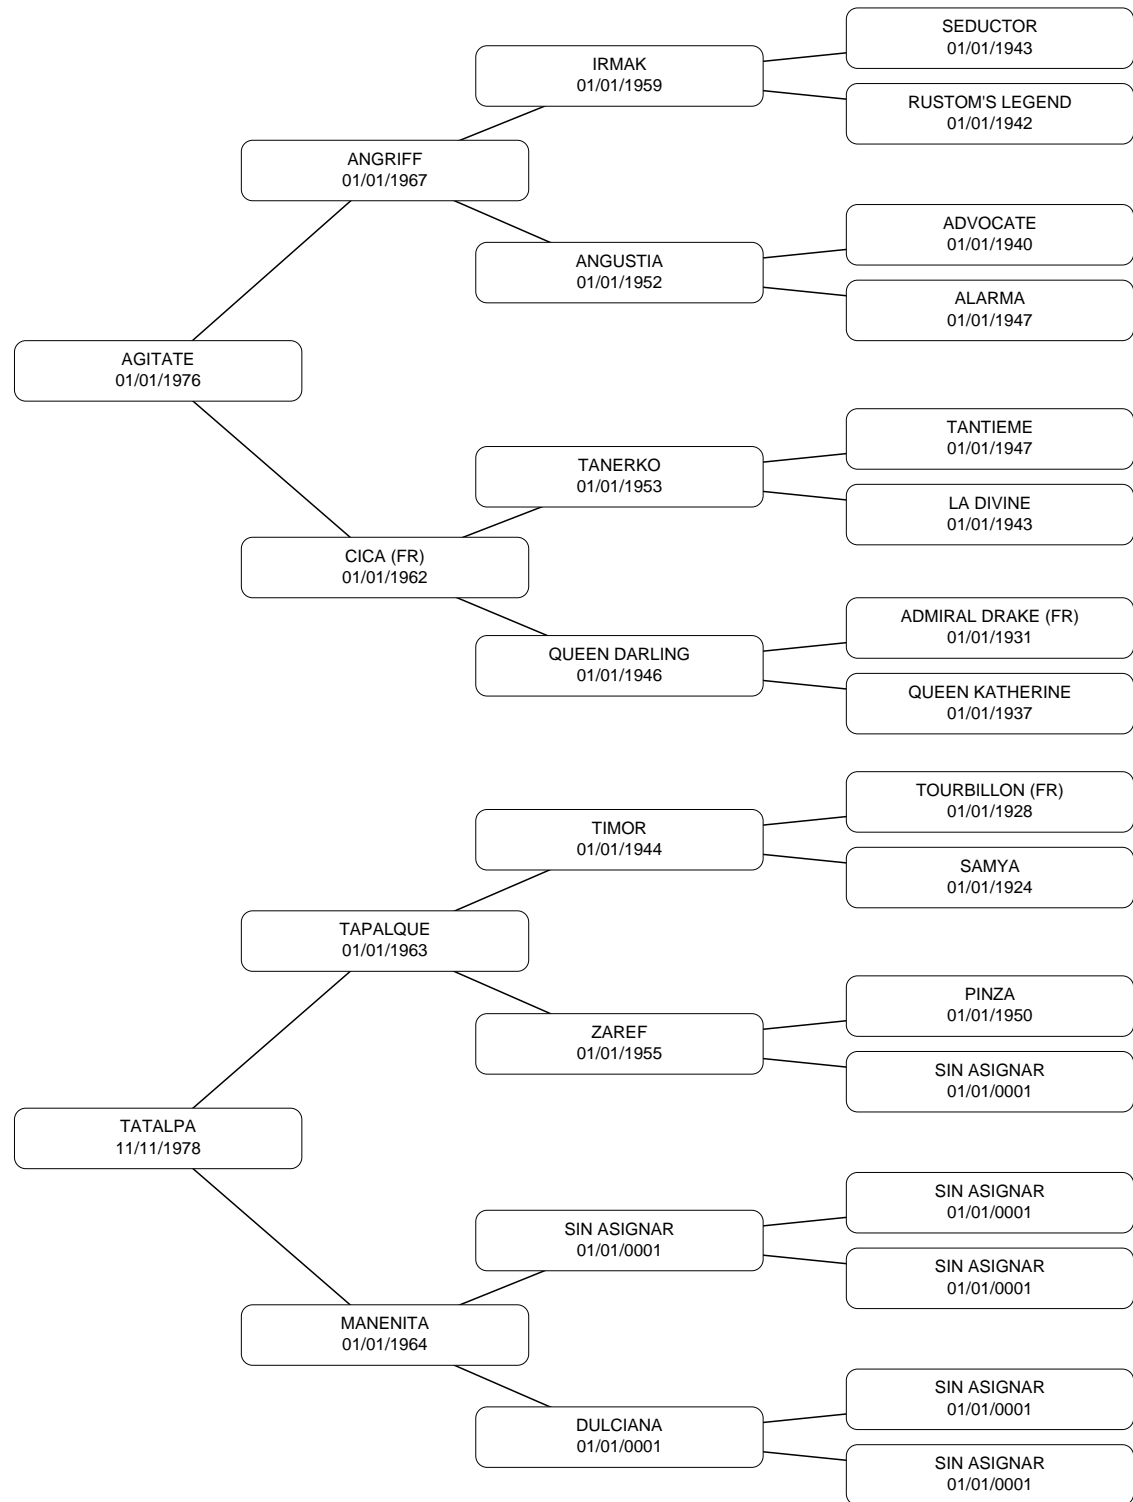 SEDUCTOR
01/01/1943
IRMAK
01/01/1959
RUSTOM'S LEGEND
01/01/1942
ANGRIFF
01/01/1967
ADVOCATE
01/01/1940
ANGUSTIA
01/01/1952
ALARMA
01/01/1947
AGITATE
01/01/1976
TANTIEME
01/01/1947
TANERKO
01/01/1953
LA DIVINE
01/01/1943
CICA (FR)
01/01/1962
ADMIRAL DRAKE (FR)
01/01/1931
QUEEN DARLING
01/01/1946
QUEEN KATHERINE
01/01/1937
TOURBILLON (FR)
01/01/1928
TIMOR
01/01/1944
SAMYA
01/01/1924
TAPALQUE
01/01/1963
PINZA
01/01/1950
ZAREF
01/01/1955
SIN ASIGNAR
01/01/0001
TATALPA
11/11/1978
SIN ASIGNAR
01/01/0001
SIN ASIGNAR
01/01/0001
SIN ASIGNAR
01/01/0001
MANENITA
01/01/1964
SIN ASIGNAR
01/01/0001
DULCIANA
01/01/0001
SIN ASIGNAR
01/01/0001